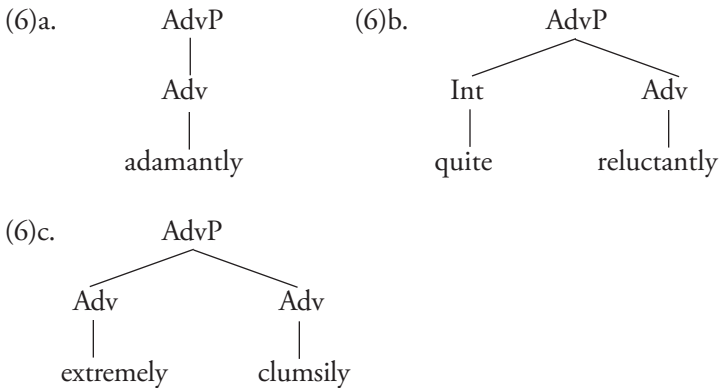 (6)a. AdvP (6)b. AdvP
Adv Int Adv
adamantly quite reluctantly
(6)c. AdvP
Adv Adv
extremely clumsily